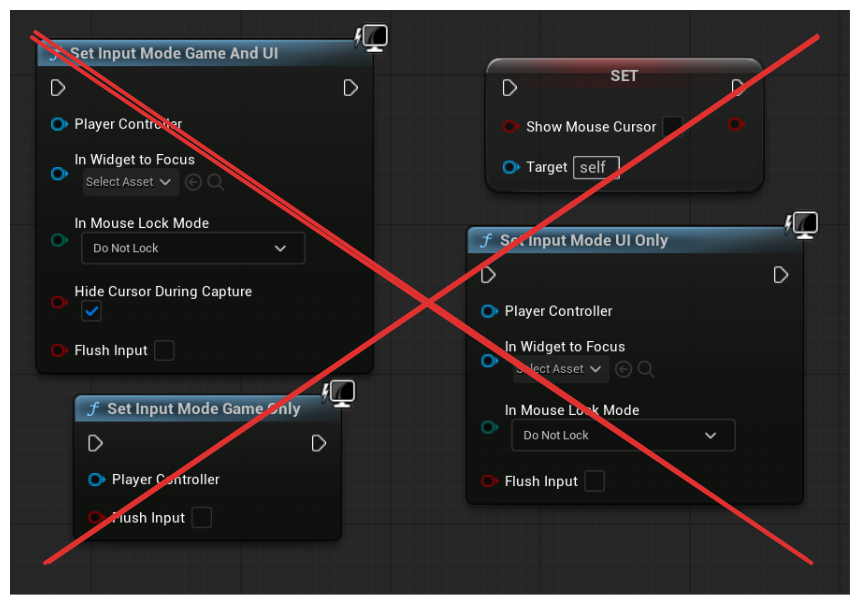 f Set Input Mode Game And UI
Player Controller
In Widget to Focus
Select Asset
In Mouse Lock Mode
Do Not Lock
Hide Cursor During Capture
Flush Input
f Set Input Mode Game Only
Player Controller
Flush Input
SET
Show Mouse Cursor
Target self
f Set Input Mode UI Only
Player Controller
In Widget to Focus
Select Asset
In Mouse Lock Mode
Do Not Lock
Flush Input